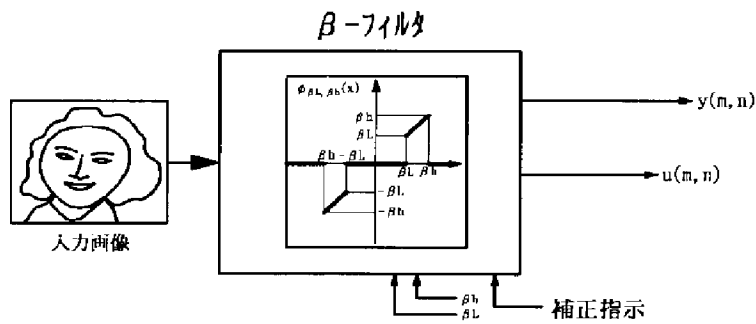 β-フィルタ
φβL,βh(x)
βh
βL
βh-βL
βL βh
-βL
-βh
y(m,n)
u(m,n)
入力画像
βh
βL
補正指示